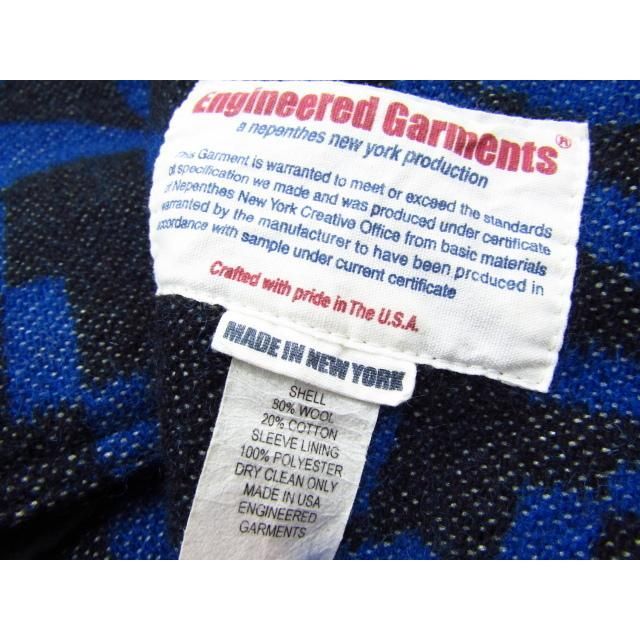 Engineered Garments®
a nepenthes new york production
This Garment is warranted to meet or exceed the standards
of specification we made and was produced under certificate
of Nepenthes New York Creative Office from basic materials
warranted by the manufacturer to have been produced in
accordance with sample under current certificate
Crafted with pride in The U.S.A.
MADE IN NEW YORK
SHELL
80% WOOL
20% COTTON
SLEEVE LINING
100% POLYESTER
DRY CLEAN ONLY
MADE IN USA
ENGINEERED
GARMENTS